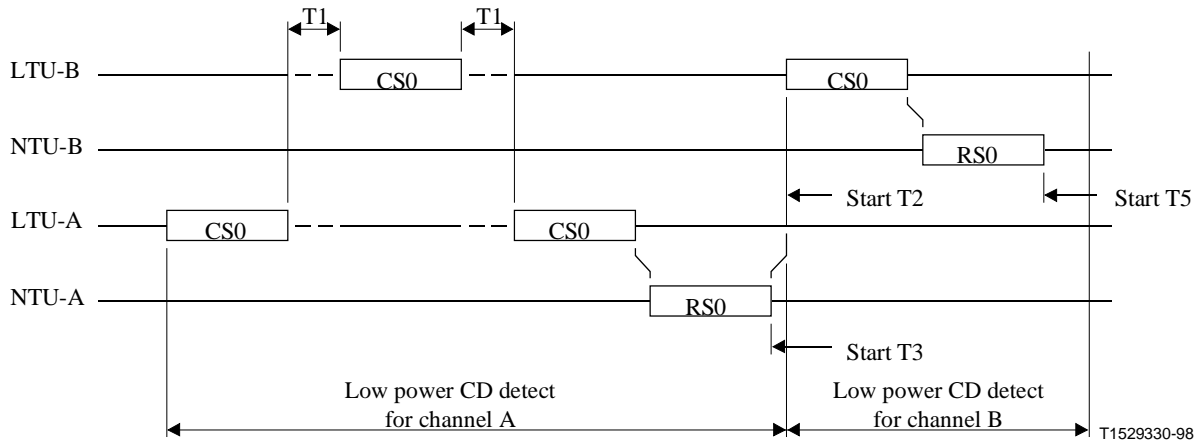 T1
T1
LTU-B
CS0
CS0
NTU-B
RS0
Start T2
Start T5
LTU-A
CS0
CS0
NTU-A
RS0
Start T3
Low power CD detect
for channel A
Low power CD detect
for channel B
T1529330-98